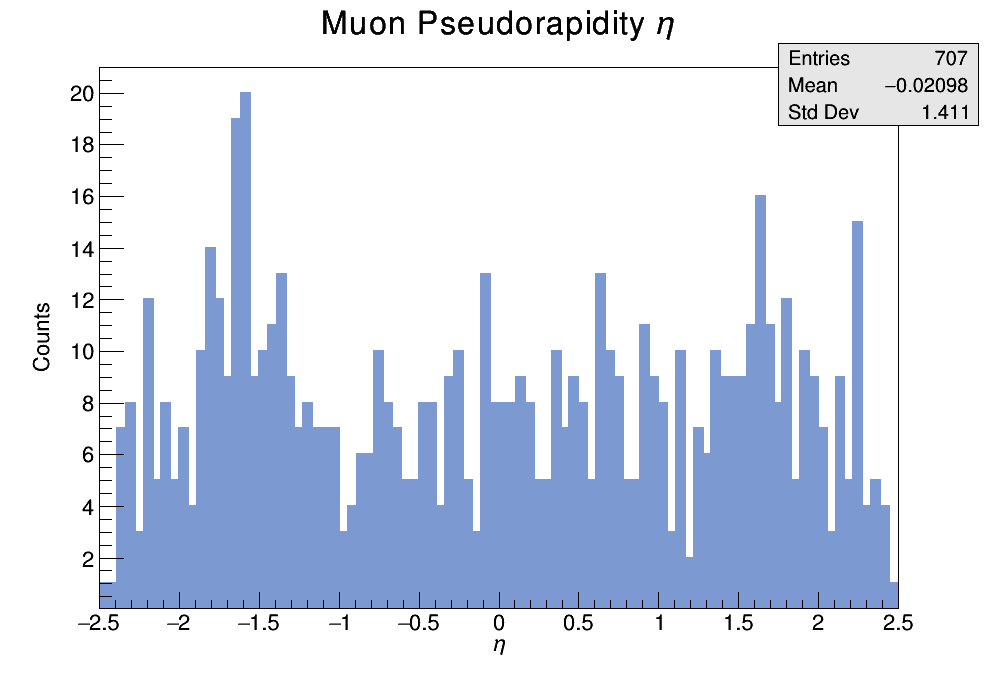 Muon Pseudorapidity η
Entries 707
Mean −0.02098
Std Dev 1.411
Counts
20
18
16
14
12
10
8
6
4
2
−2.5 −2 −1.5 −1 −0.5 0 0.5 1 1.5 2 2.5
η